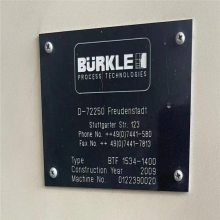 BÜRKLE
PROCESS TECHNOLOGIES
D-72250 Freudenstadt
Stuttgarter Str. 123
Phone No. ++49(0)7441-580
Fax No. ++49(0)7441-7813
Type BTF 1534-1400
Construction Year 2009
Machine No. 0122390020